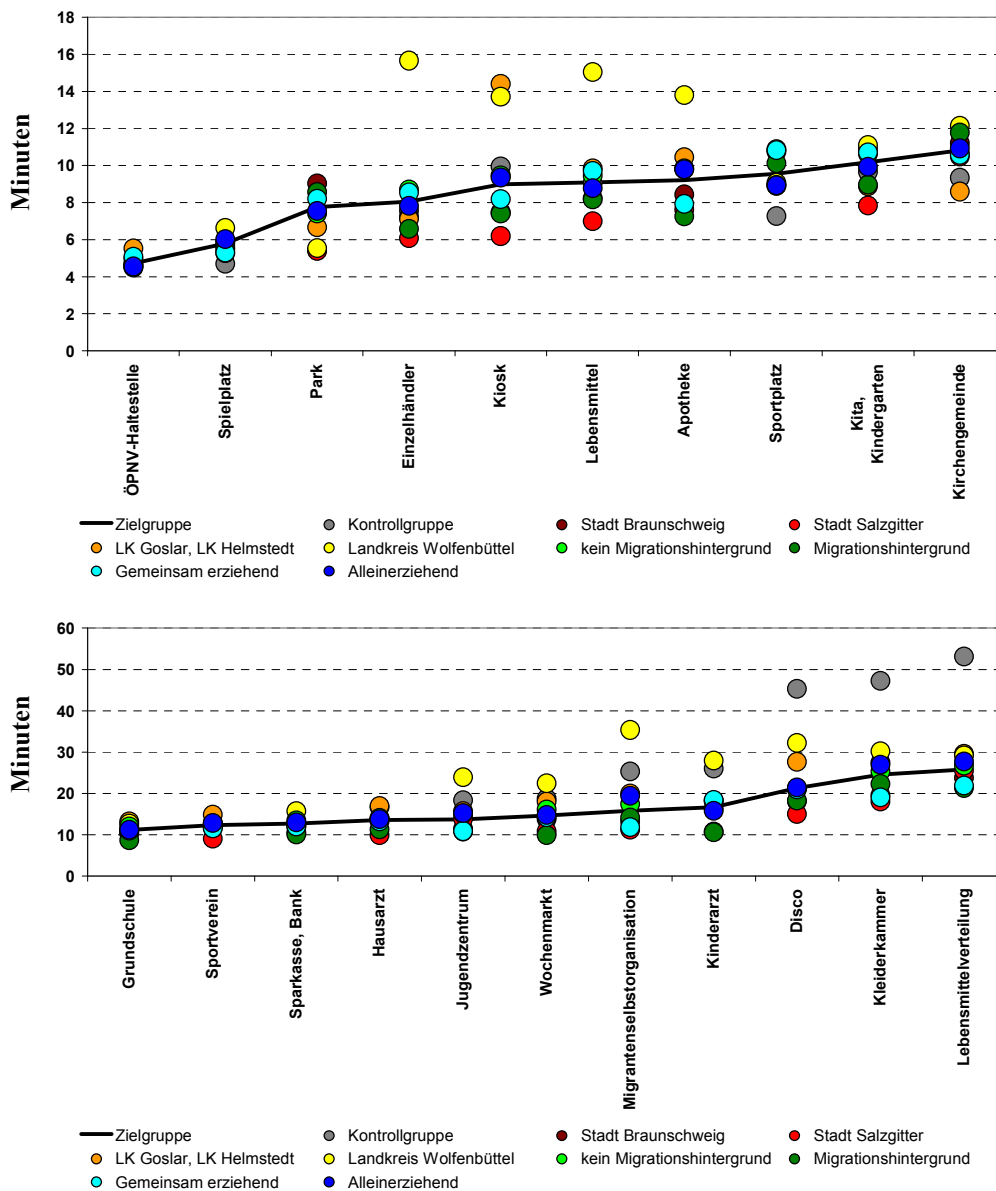 18
16
14
12
10
8
6
4
2
0
Minuten
ÖPNV-Haltestelle
Spielplatz
Park
Einzelhändler
Kiosk
Lebensmittel
Apotheke
Sportplatz
Kita,
Kindergarten
Kirchengemeinde
Zielgruppe Kontrollgruppe Stadt Braunschweig Stadt Salzgitter
LK Goslar, LK Helmstedt Landkreis Wolfenbüttel kein Migrationshintergrund Migrationshintergrund
Gemeinsam erziehend Alleinerziehend
60
50
40
30
20
10
0
Minuten
Grundschule
Sportverein
Sparkasse, Bank
Hausarzt
Jugendzentrum
Wochenmarkt
Migrantenselbstorganisation
Kinderarzt
Disco
Kleiderkammer
Lebensmittelverteilung
Zielgruppe Kontrollgruppe Stadt Braunschweig Stadt Salzgitter
LK Goslar, LK Helmstedt Landkreis Wolfenbüttel kein Migrationshintergrund Migrationshintergrund
Gemeinsam erziehend Alleinerziehend